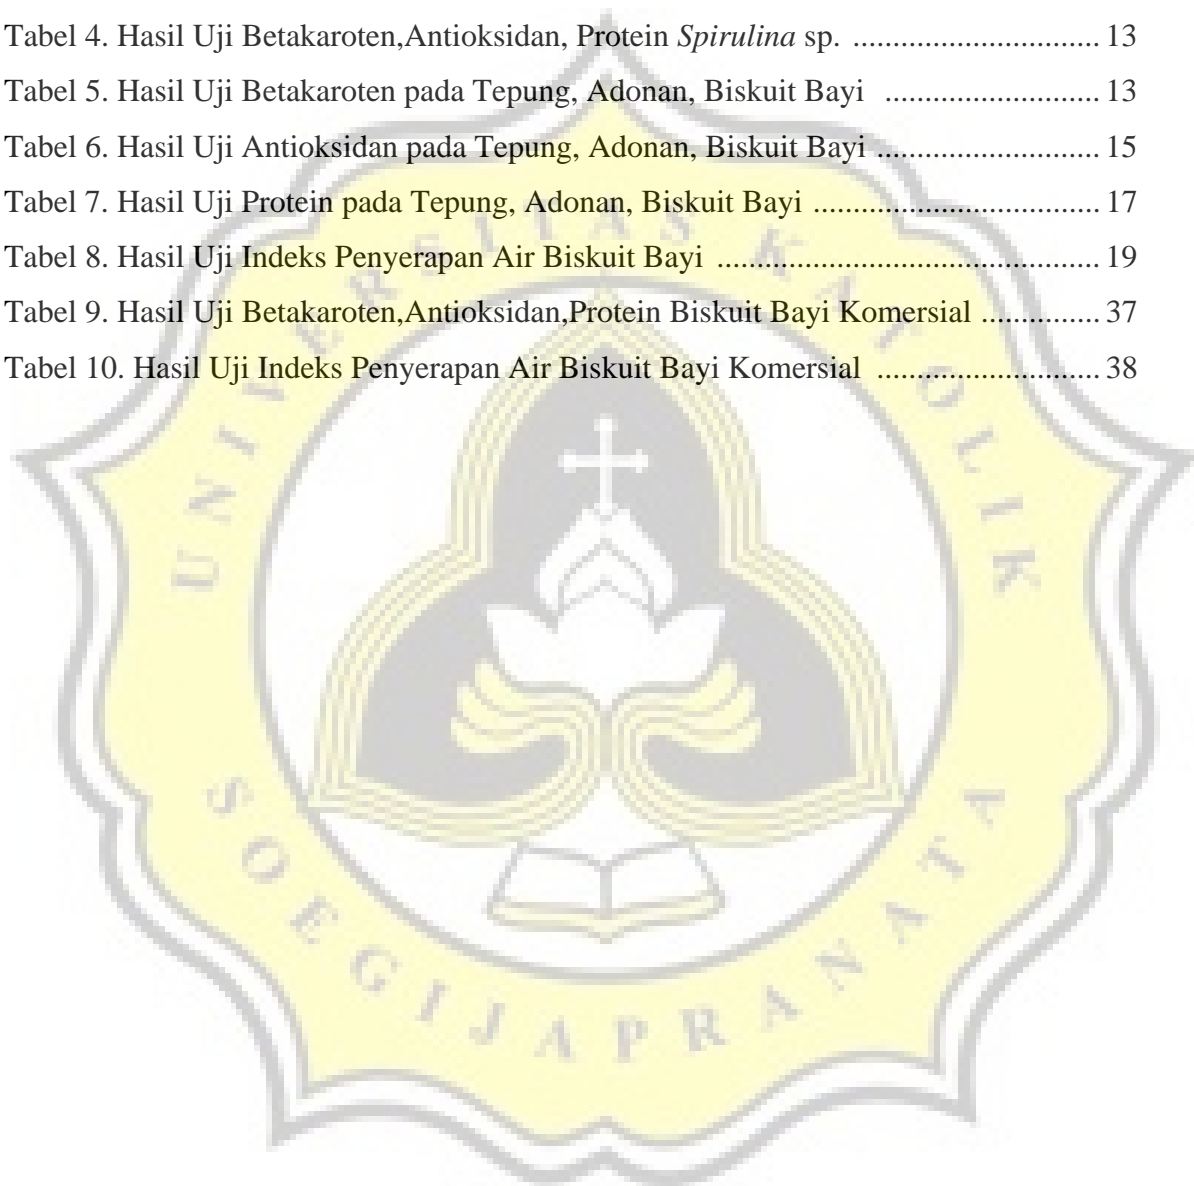 Tabel 4. Hasil Uji Betakaroten,Antioksidan, Protein Spirulina sp. .............................. 13
Tabel 5. Hasil Uji Betakaroten pada Tepung, Adonan, Biskuit Bayi .......................... 13
Tabel 6. Hasil Uji Antioksidan pada Tepung, Adonan, Biskuit Bayi ........................... 15
Tabel 7. Hasil Uji Protein pada Tepung, Adonan, Biskuit Bayi ................................... 17
Tabel 8. Hasil Uji Indeks Penyerapan Air Biskuit Bayi .............................................. 19
Tabel 9. Hasil Uji Betakaroten,Antioksidan,Protein Biskuit Bayi Komersial ............... 37
Tabel 10. Hasil Uji Indeks Penyerapan Air Biskuit Bayi Komersial ........................... 38
UNIVERSITAS KATOLIK
SOEGIJAPRANATA